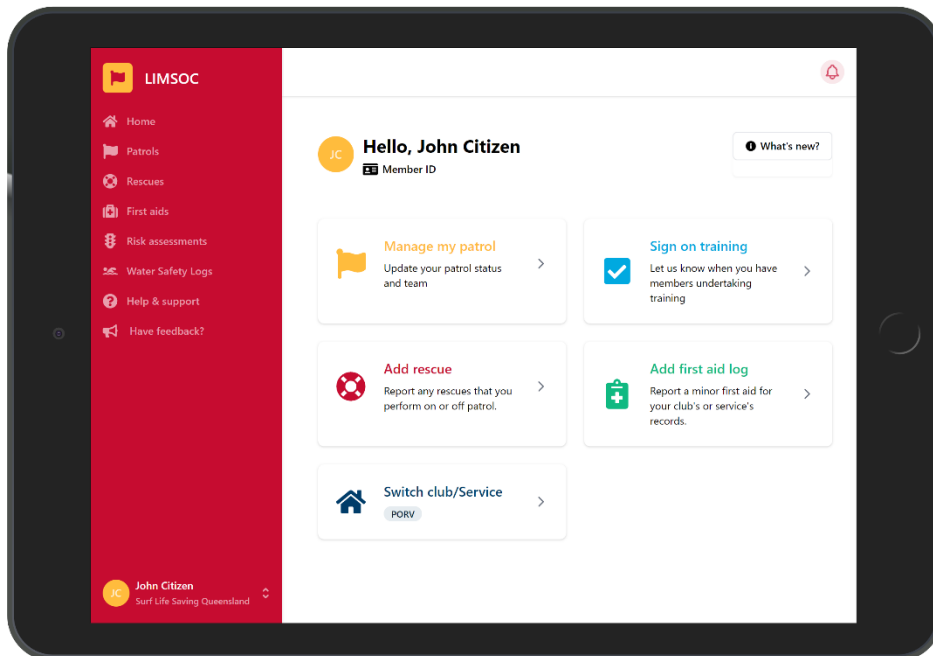 LIMSOC
Home
Patrols
Rescues
First aids
Risk assessments
Water Safety Logs
Help & support
Have feedback?
John Citizen
Surf Life Saving Queensland
JC
JC
Hello, John Citizen
Member ID
What's new?
Manage my patrol
Update your patrol status
and team
Sign on training
Let us know when you have
members undertaking
training
Add rescue
Report any rescues that you
perform on or off patrol.
Add first aid log
Report a minor first aid for
your club's or service's
records.
Switch club/Service
PORV